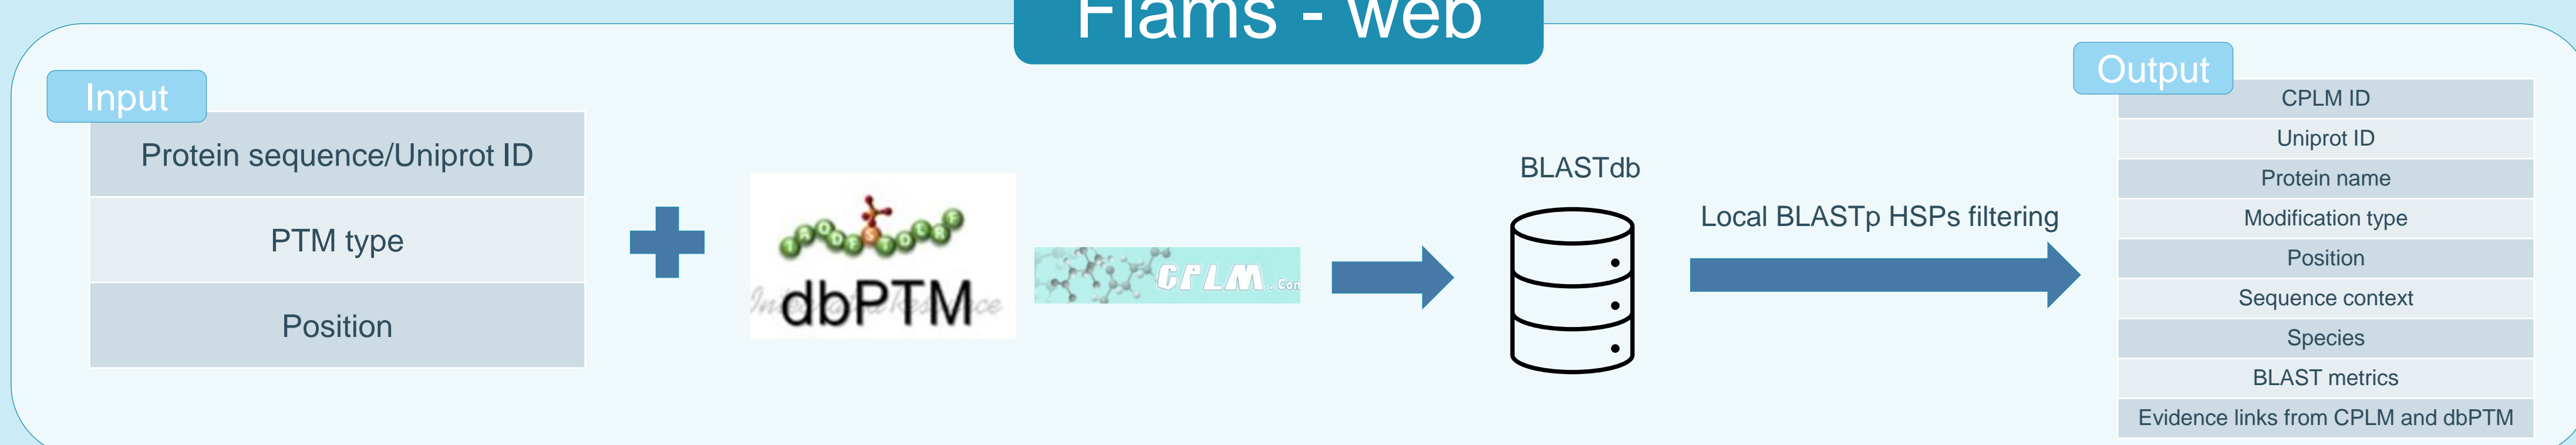 Flams - web
Input
Protein sequence/Uniprot ID
PTM type
Position
dbPTM
CPLM
BLASTdb
Local BLASTp HSPs filtering
Output
CPLM ID
Uniprot ID
Protein name
Modification type
Position
Sequence context
Species
BLAST metrics
Evidence links from CPLM and dbPTM